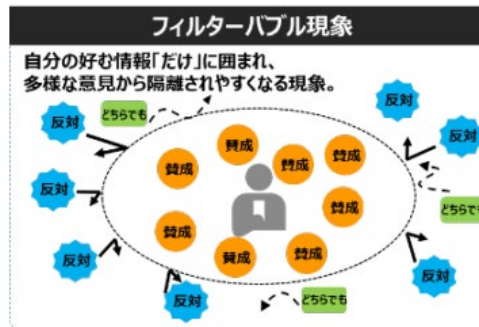 フィルターバブル現象
自分の好む情報「だけ」に囲まれ、
多様な意見から隔離されやすくなる現象。
反対
どちらでも
反対
反対
賛成
賛成
賛成
賛成
反対
賛成
どちらでも
賛成
賛成
賛成
反対
賛成
反対
反対
どちらでも